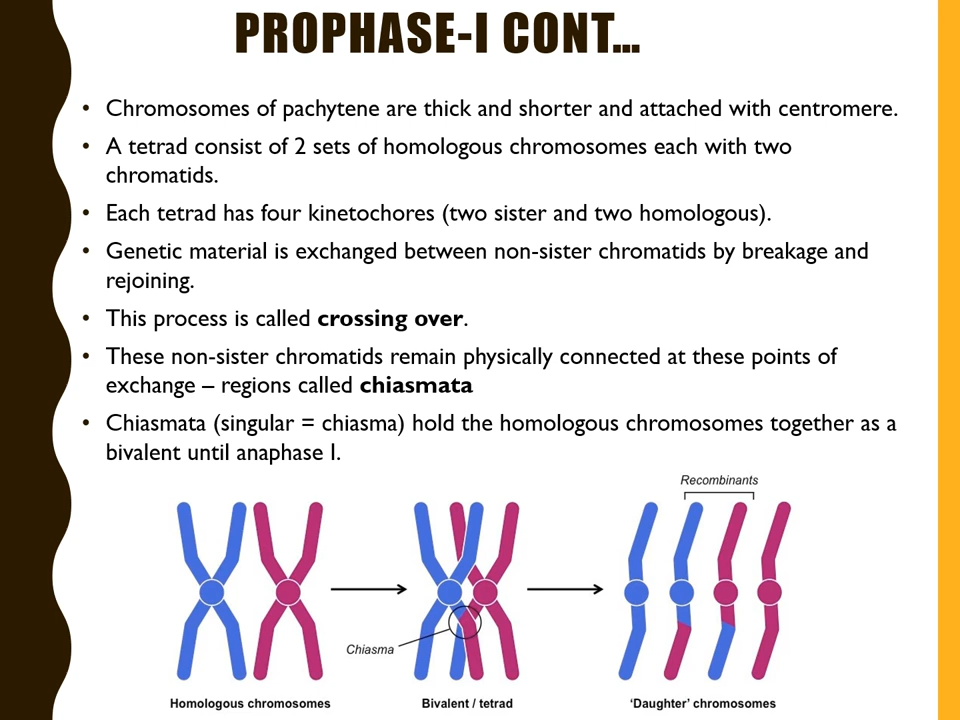 PROPHASE-I CONT...
• Chromosomes of pachytene are thick and shorter and attached with centromere.
• A tetrad consist of 2 sets of homologous chromosomes each with two
chromatids.
• Each tetrad has four kinetochores (two sister and two homologous).
• Genetic material is exchanged between non-sister chromatids by breakage and
rejoining.
• This process is called crossing over.
• These non-sister chromatids remain physically connected at these points of
exchange – regions called chiasmata
• Chiasmata (singular = chiasma) hold the homologous chromosomes together as a
bivalent until anaphase I.
Recombinants
Chiasma
Homologous chromosomes
Bivalent / tetrad
‘Daughter’ chromosomes